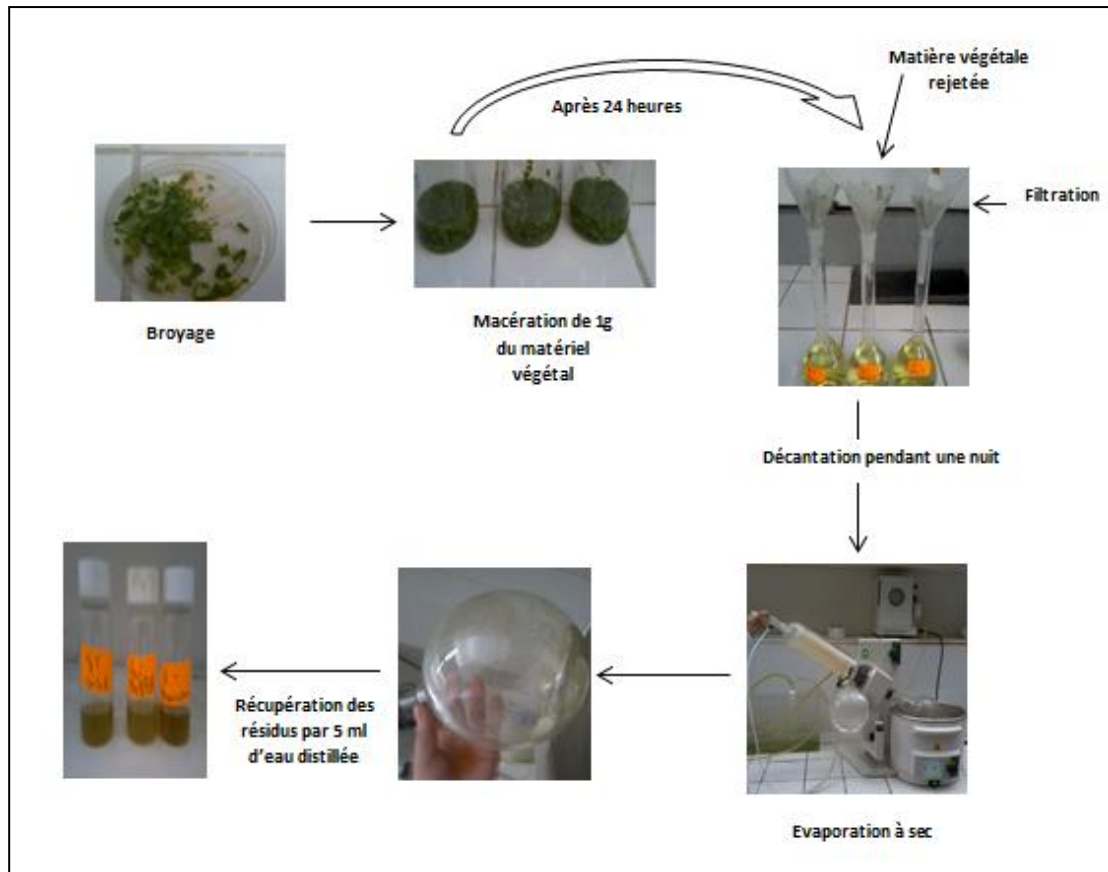 Matière végétale
rejetée
Après 24 heures
Filtration
Broyage
Macération de 1g
du matériel
végétal
Décantation pendant une nuit
Récupération des
résidus par 5 ml
d'eau distillée
Evaporation à sec